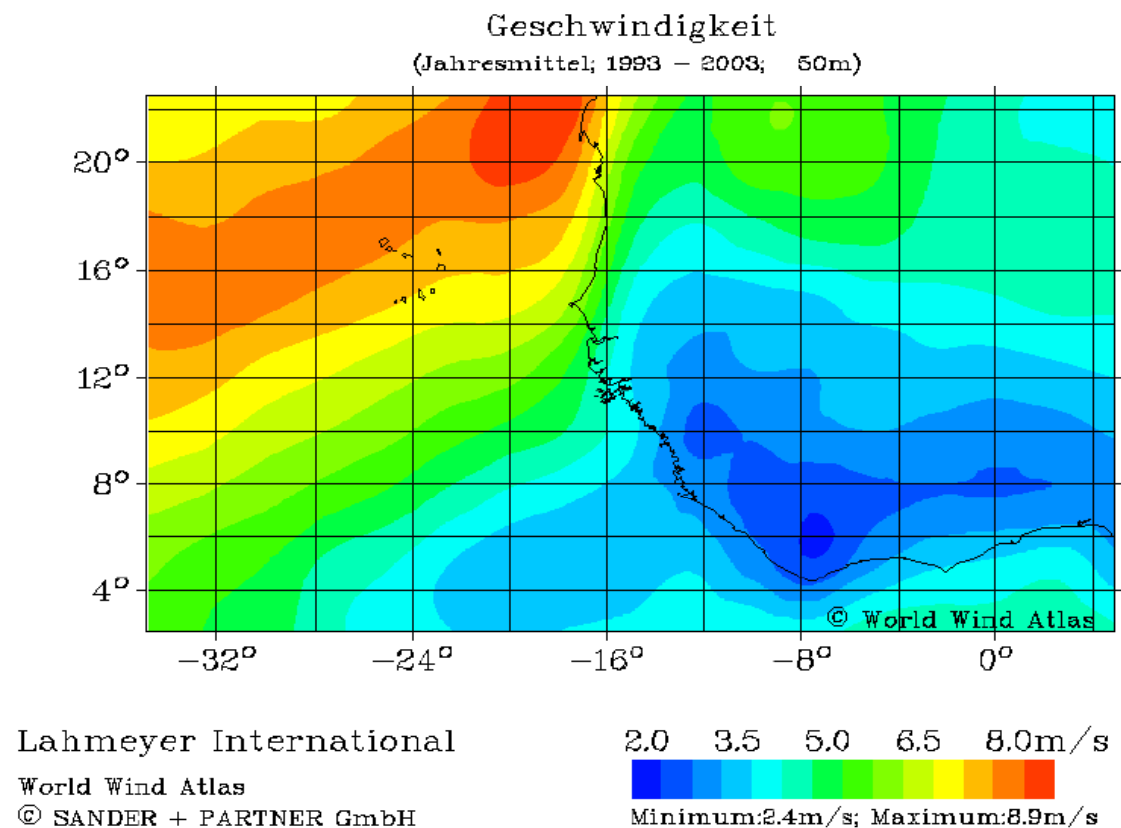 Geschwindigkeit
(Jahresmittel; 1993 – 2003; 50m)
20°
16°
12°
8°
4°
© World Wind Atlas
−32° −24° −16° −8° 0°
Lahmeyer International
World Wind Atlas
© SANDER + PARTNER GmbH
2.0 3.5 5.0 6.5 8.0m/s
Minimum:2.4m/s; Maximum:8.9m/s